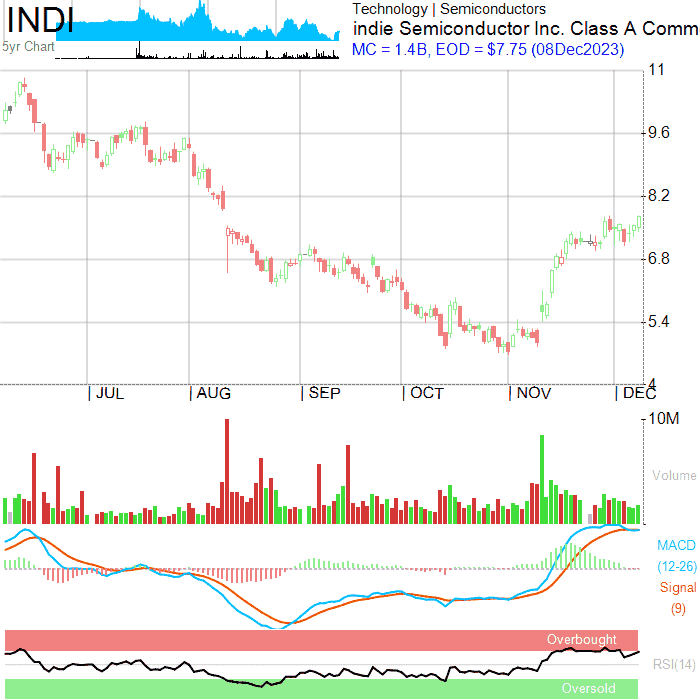 INDI
Technology | Semiconductors
indie Semiconductor Inc. Class A Comm
5yr Chart
MC = 1.4B, EOD = $7.75 (08Dec2023)
11
9.6
8.2
6.8
5.4
4
| JUL | AUG | SEP | OCT | NOV | DEC
10M
Volume
MACD
(12-26)
Signal
(9)
Overbought
RSI(14)
Oversold